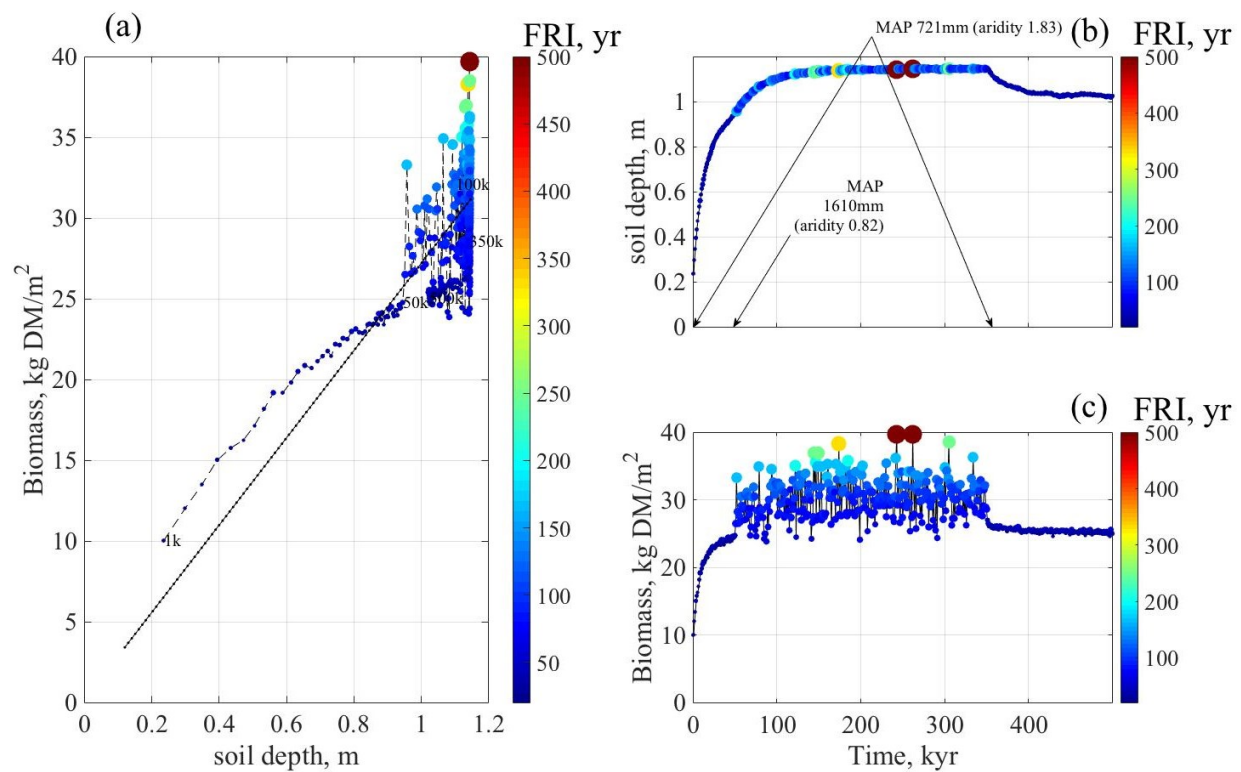 (a)
FRI, yr
40
35
30
25
20
15
10
5
0
Biomass, kg DM/m²
0
0.2
0.4
0.6
0.8
1
1.2
soil depth, m
1k
50k
100k
350k
500
450
400
350
300
250
200
150
100
50
MAP 721mm (aridity 1.83)
(b)
FRI, yr
1
0.8
0.6
0.4
0.2
0
soil depth, m
MAP
1610mm
(aridity 0.82)
500
400
300
200
100
(c)
FRI, yr
40
30
20
10
0
Biomass, kg DM/m²
0
100
200
300
400
Time, kyr
500
400
300
200
100